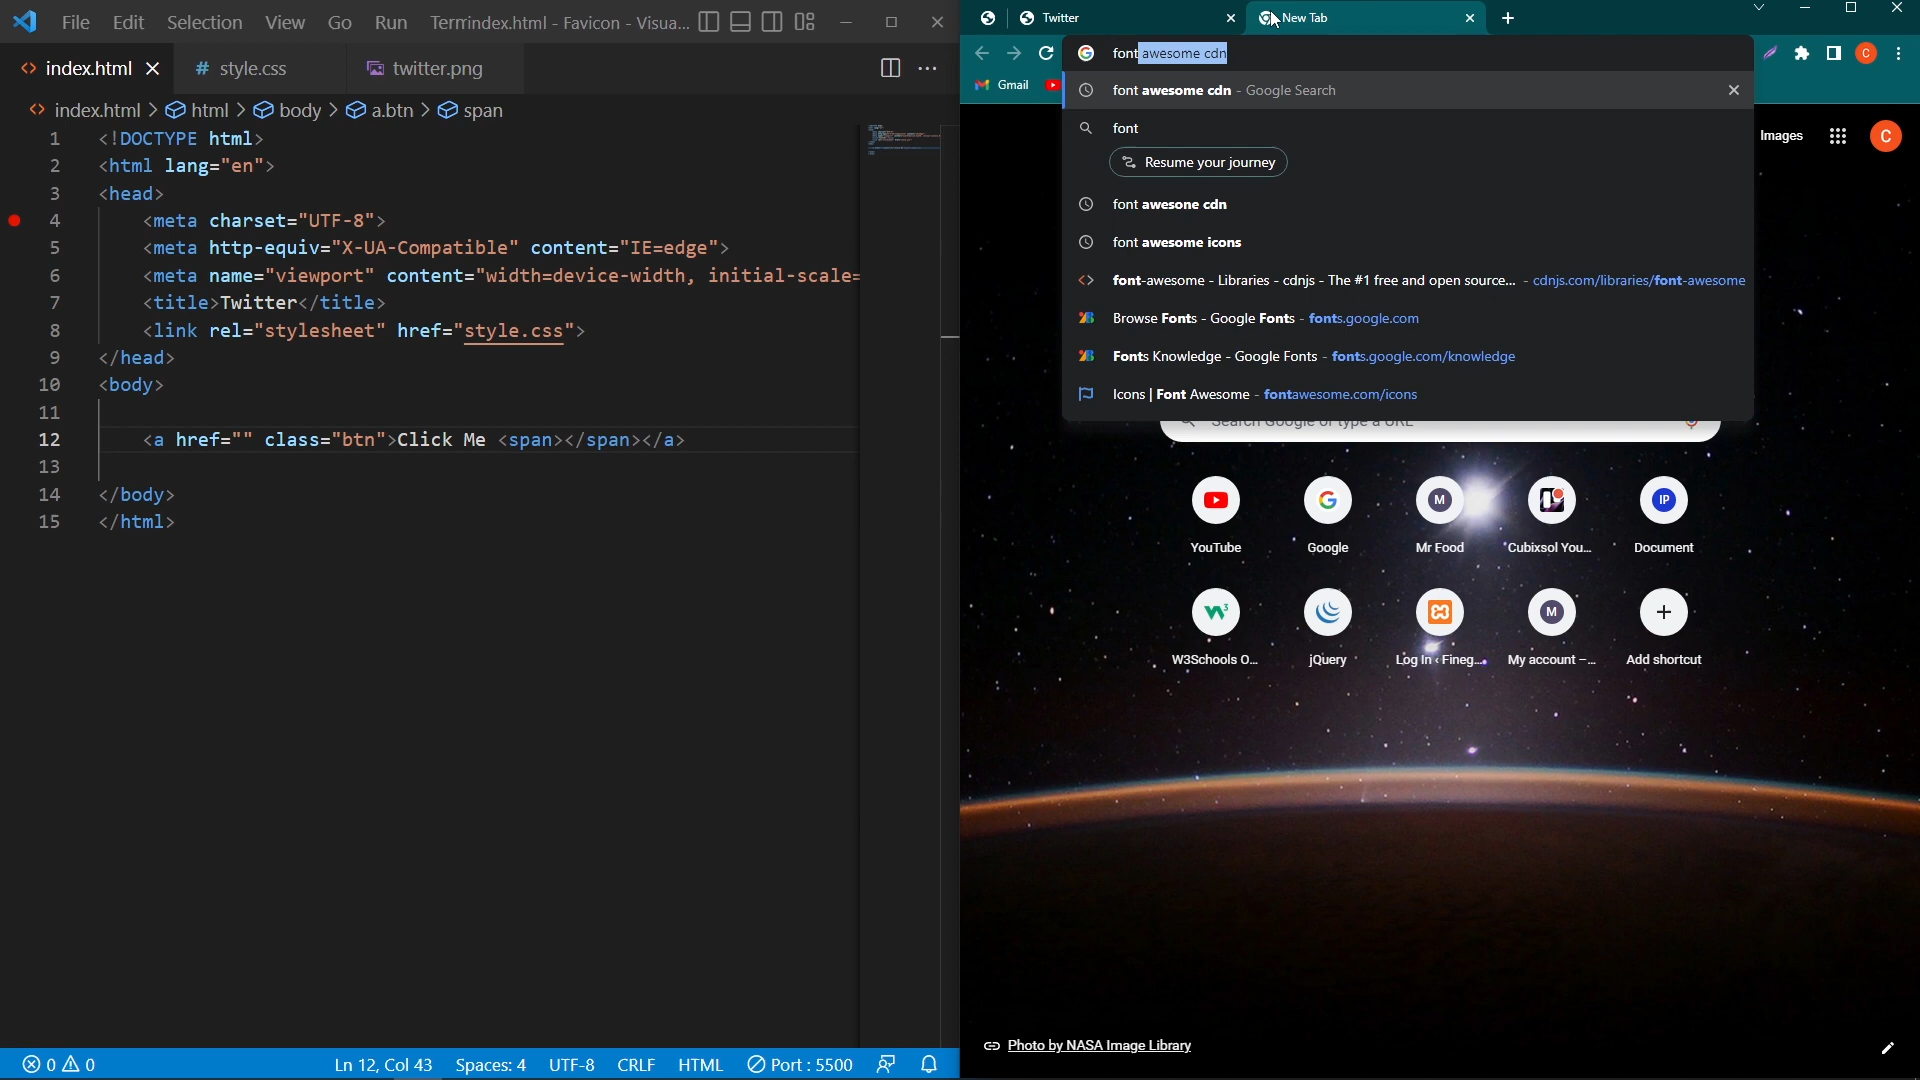 File Edit Selection View Go Run Terrindex.html - Favicon - Visua...
index.html
style.css
twitter.png
index.html > html > body > a.btn > span
1 <!DOCTYPE html>
2 <html lang="en">
3 <head>
4 <meta charset="UTF-8">
5 <meta http-equiv="X-UA-Compatible" content="IE=edge">
6 <meta name="viewport" content="width=device-width, initial-scale=
7 <title>Twitter</title>
8 <link rel="stylesheet" href="style.css">
9 </head>
10 <body>
11
12 <a href="" class="btn">Click Me <span></span></a>
13
14 </body>
15 </html>
0 0
Ln 12, Col 43 Spaces: 4 UTF-8 CRLF HTML Port : 5500
Twitter
New Tab
font awesome cdn
Gmail
font awesome cdn - Google Search
font
Resume your journey
font awesone cdn
font awesome icons
font-awesome - Libraries - cdnjs - The #1 free and open source... - cdnjs.com/libraries/font-awesome
Browse Fonts - Google Fonts - fonts.google.com
Fonts Knowledge - Google Fonts - fonts.google.com/knowledge
Icons | Font Awesome - fontawesome.com/icons
Images
C
C
Search Google or type a URL
M
IP
YouTube
Google
Mr Food
Cubixsol You...
Document
M
W3Schools O...
jQuery
Log In ‹ Fineg...
My account –...
Add shortcut
Photo by NASA Image Library